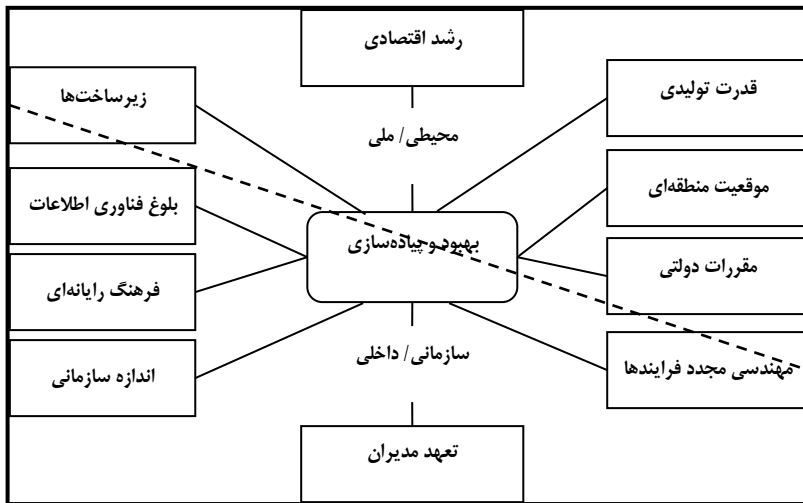 رشد اقتصادی
قدرت تولیدی
زیرساخت‌ها
محیطی/ ملی
موقعیت منطقه‌ای
بلوغ فناوری اطلاعات
بهبود و پیاده‌سازی
مقررات دولتی
فرهنگ رایانه‌ای
سازمانی/ داخلی
مهندسی مجدد فرایندها
اندازه سازمانی
تعهد مدیران